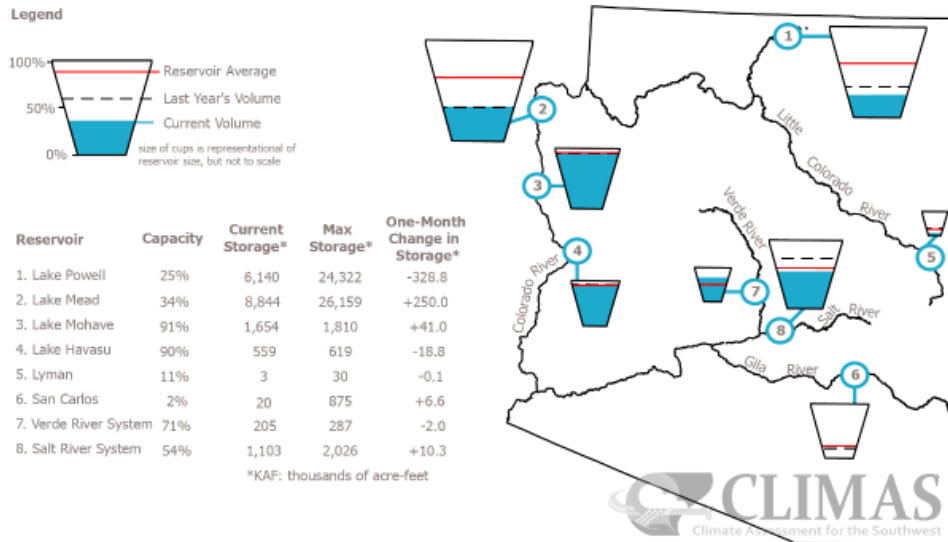 Legend
100%
50%
0%
Reservoir Average
Last Year's Volume
Current Volume
size of cups is representational of
reservoir size, but not to scale
Reservoir Capacity Current Storage* Max Storage* One-Month Change in Storage*
1. Lake Powell 25% 6,140 24,322 -328.8
2. Lake Mead 34% 8,844 26,159 +250.0
3. Lake Mohave 91% 1,654 1,810 +41.0
4. Lake Havasu 90% 559 619 -18.8
5. Lyman 11% 3 30 -0.1
6. San Carlos 2% 20 875 +6.6
7. Verde River System 71% 205 287 -2.0
8. Salt River System 54% 1,103 2,026 +10.3
*KAF: thousands of acre-feet
1
2
3
4
5
6
7
8
Little Colorado River
Verde River
Colorado River
Salt River
Gila River
CLIMAS
Climate Assessment for the Southwest